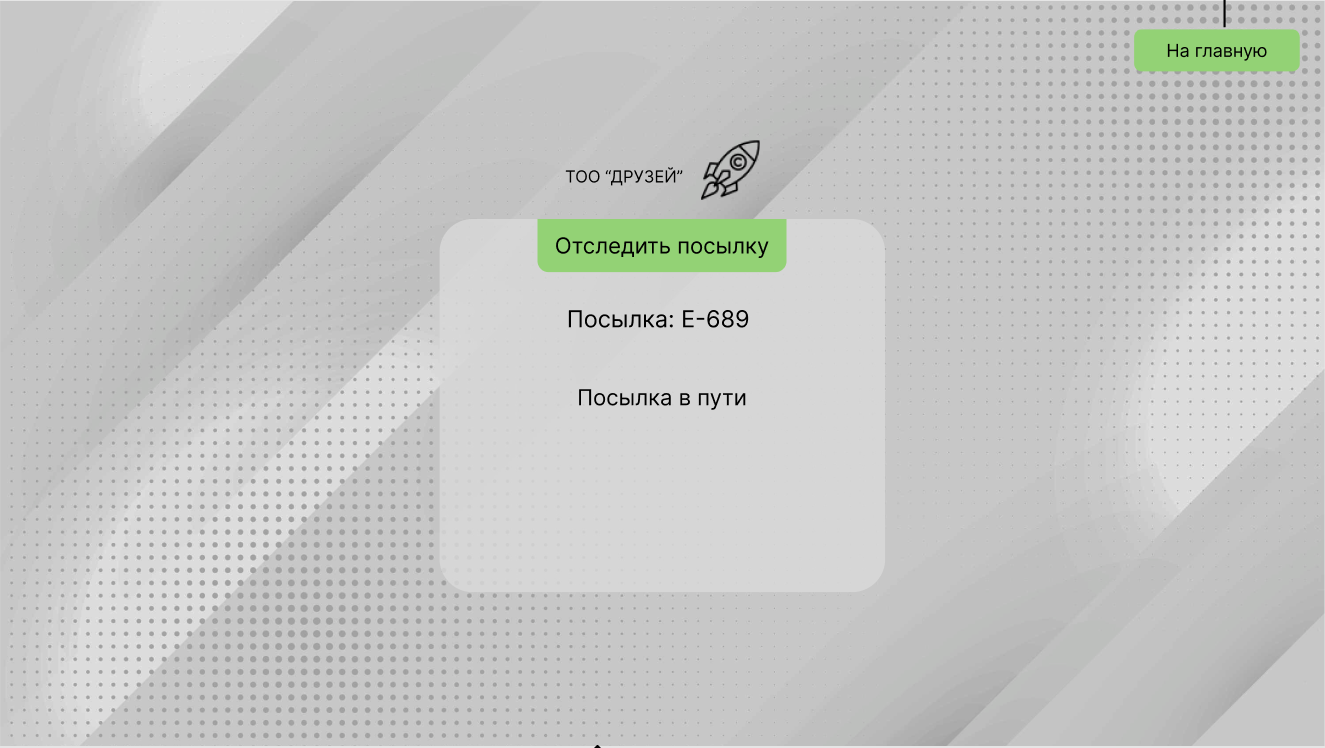 На главную
ТОО “ДРУЗЕЙ”
©
Отследить посылку
Посылка: Е-689
Посылка в пути